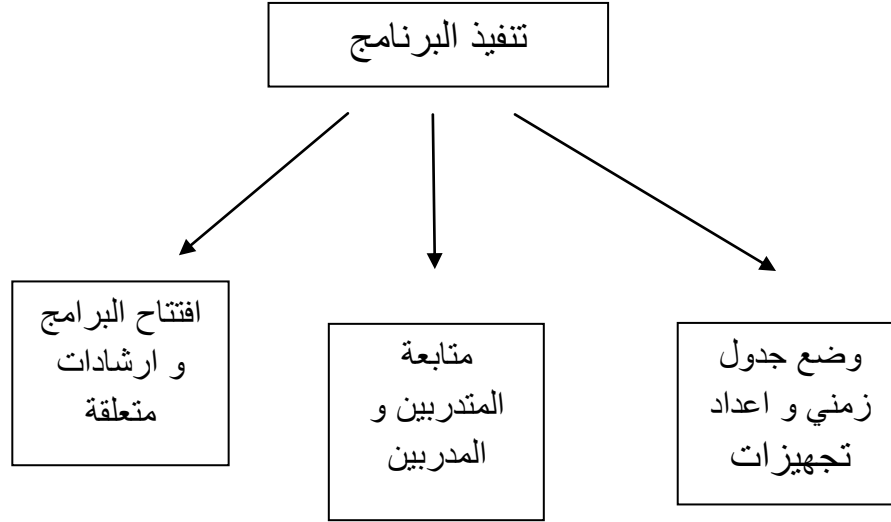 تنفيذ البرنامج
وضع جدول
زمني و اعداد
تجهيزات
متابعة
المتدربين و
المدربين
افتتاح البرامج
و ارشادات
متعلقة